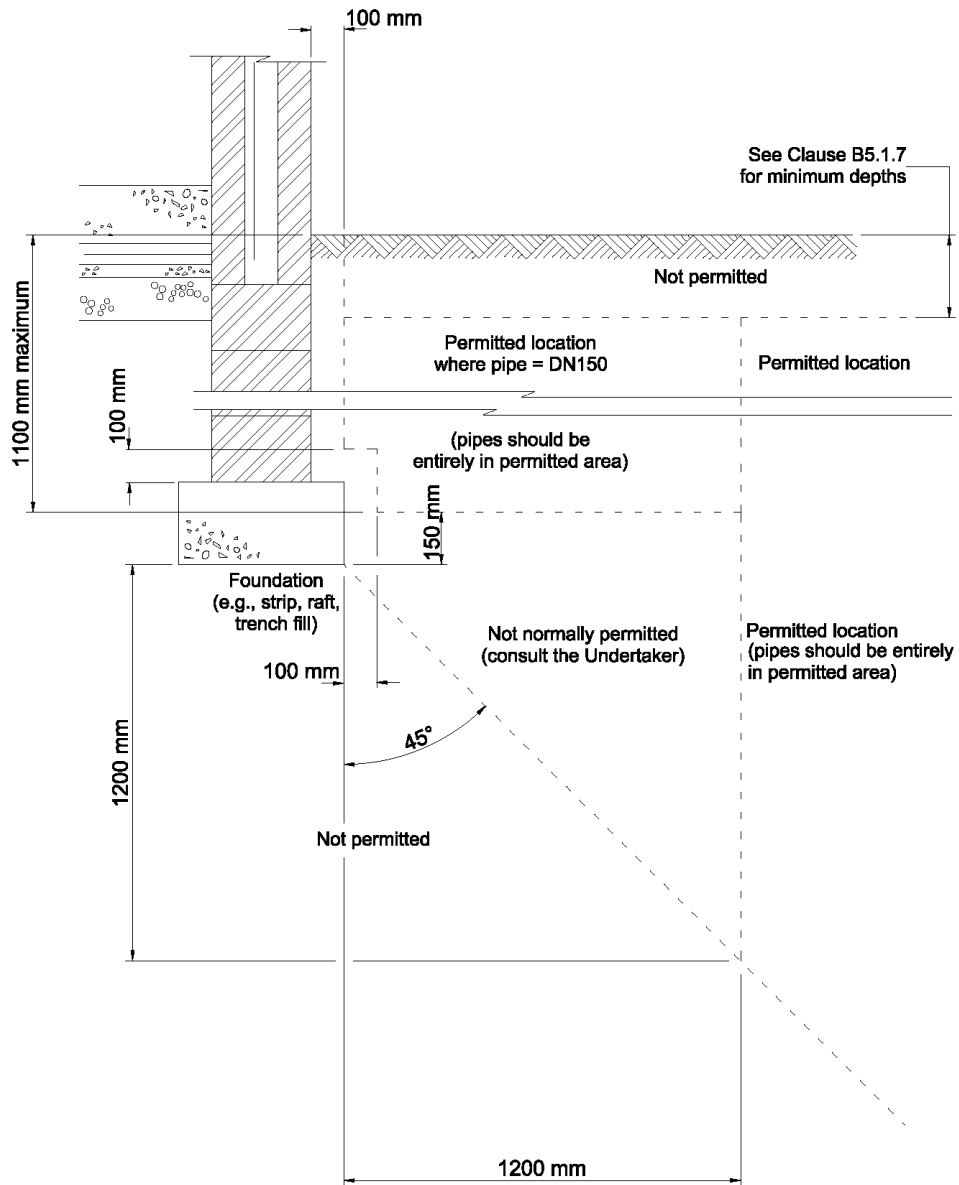 100 mm
See Clause B5.1.7
for minimum depths
Not permitted
Permitted location
where pipe = DN150
Permitted location
1100 mm maximum
100 mm
(pipes should be
entirely in permitted area)
150 mm
Foundation
(e.g., strip, raft,
trench fill)
Not normally permitted
(consult the Undertaker)
Permitted location
(pipes should be entirely
in permitted area)
100 mm
45°
1200 mm
Not permitted
1200 mm